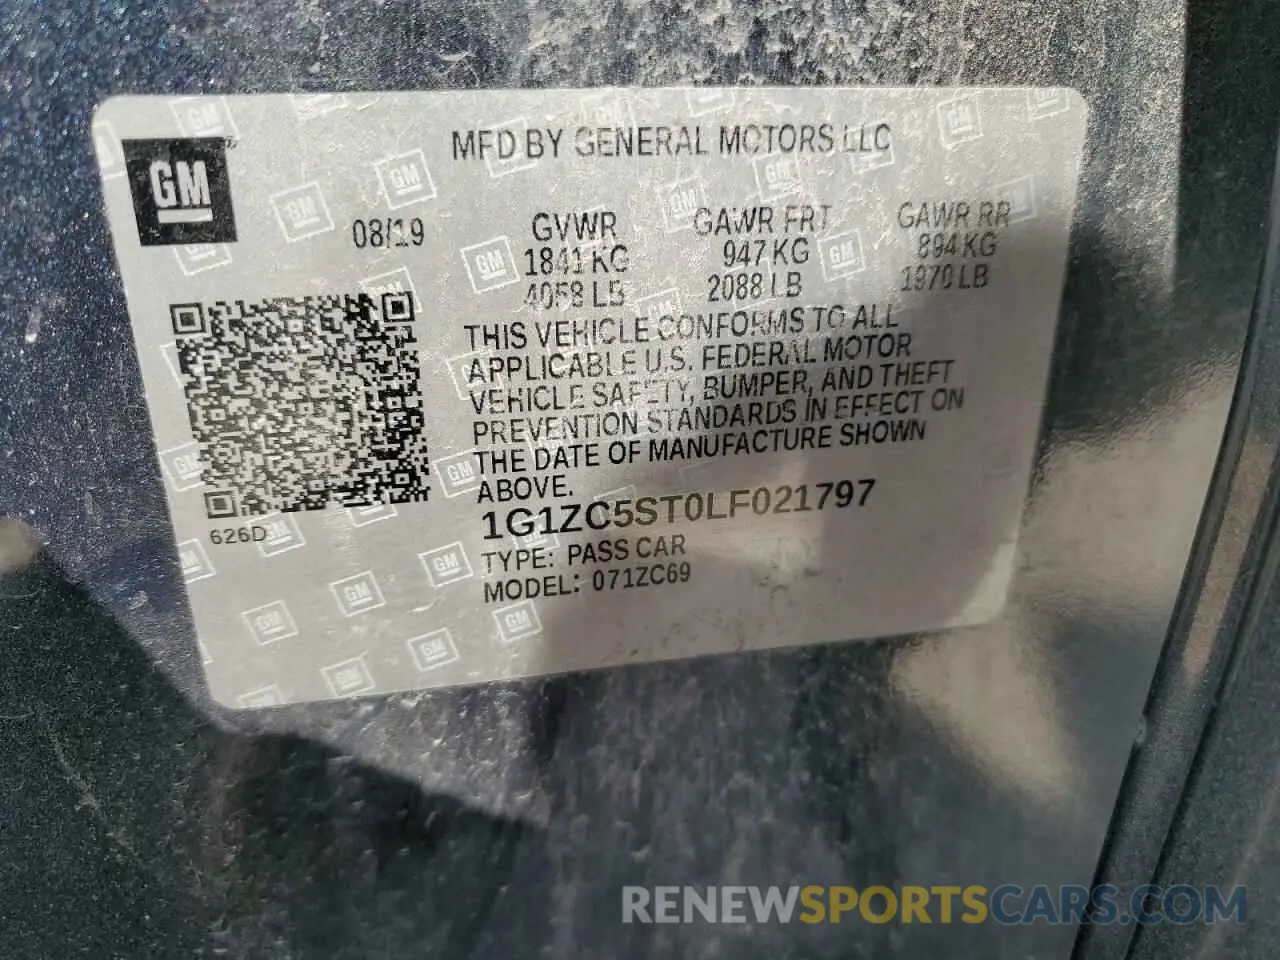 GM
MFD BY GENERAL MOTORS LLC
08/19
GVWR GAWR FRT GAWR RR
1841 KG 947 KG 894 KG
4058 LB 2088 LB 1970 LB
THIS VEHICLE CONFORMS TO ALL
APPLICABLE U.S. FEDERAL MOTOR
VEHICLE SAFETY, BUMPER, AND THEFT
PREVENTION STANDARDS IN EFFECT ON
THE DATE OF MANUFACTURE SHOWN
ABOVE.
1G1ZC5ST0LF021797
TYPE: PASS CAR
MODEL: 071ZC69
626D
RENEWSPORTSCARS.COM